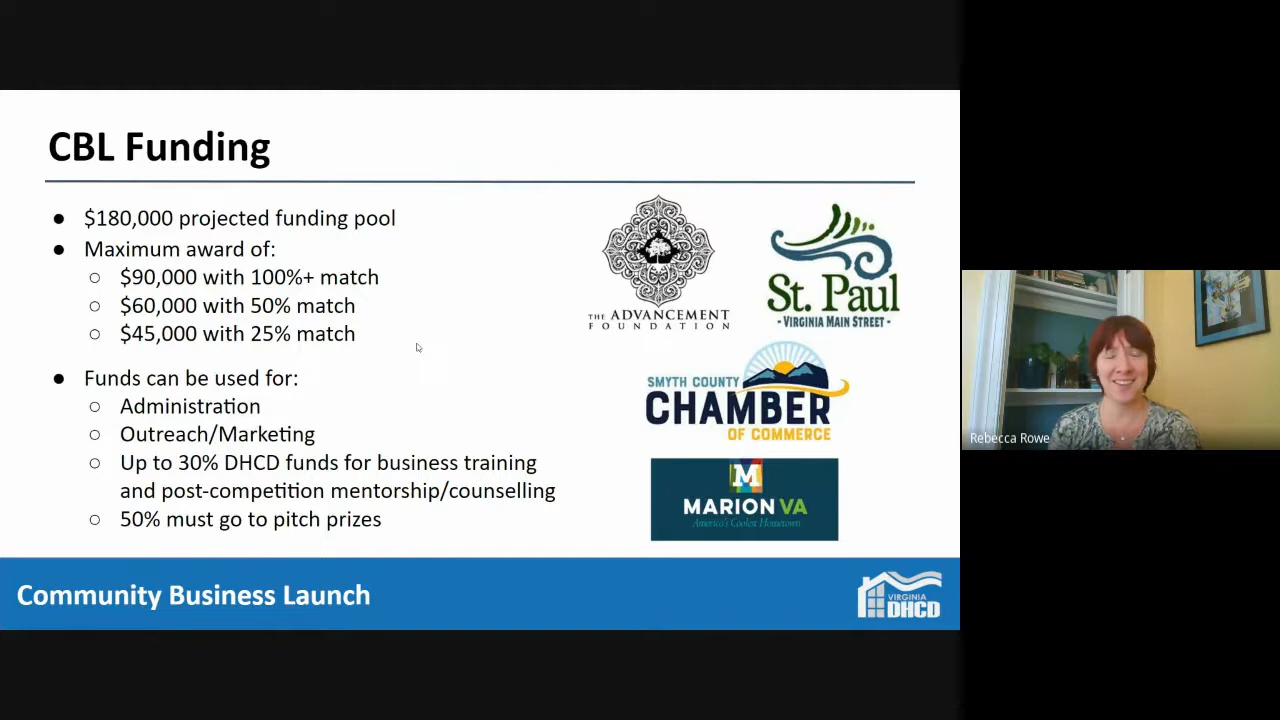 CBL Funding
● $180,000 projected funding pool
● Maximum award of:
○ $90,000 with 100%+ match
○ $60,000 with 50% match
○ $45,000 with 25% match
● Funds can be used for:
○ Administration
○ Outreach/Marketing
○ Up to 30% DHCD funds for business training
and post-competition mentorship/counselling
○ 50% must go to pitch prizes
THE ADVANCEMENT
FOUNDATION
St. Paul
- VIRGINIA MAIN STREET -
SMYTH COUNTY
CHAMBER
OF COMMERCE
M
MARION VA
America's Coolest Hometown
Rebecca Rowe
Community Business Launch
VIRGINIA
DHCD